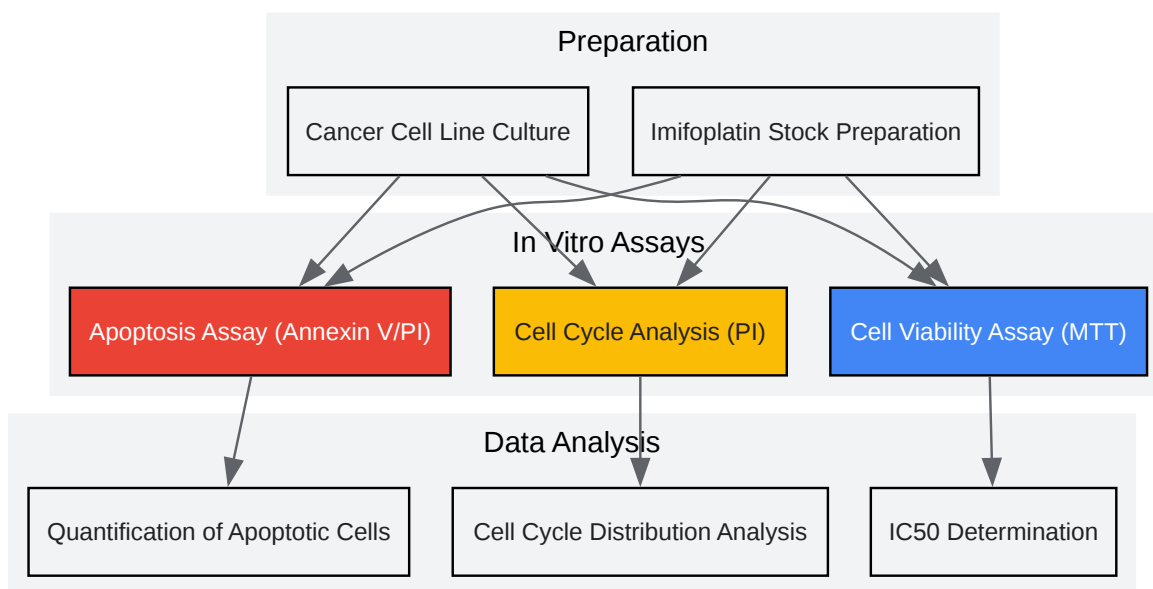 Preparation
Cancer Cell Line Culture
Imifoplatin Stock Preparation
In Vitro Assays
Apoptosis Assay (Annexin V/PI)
Cell Cycle Analysis (PI)
Cell Viability Assay (MTT)
Data Analysis
Quantification of Apoptotic Cells
Cell Cycle Distribution Analysis
IC50 Determination